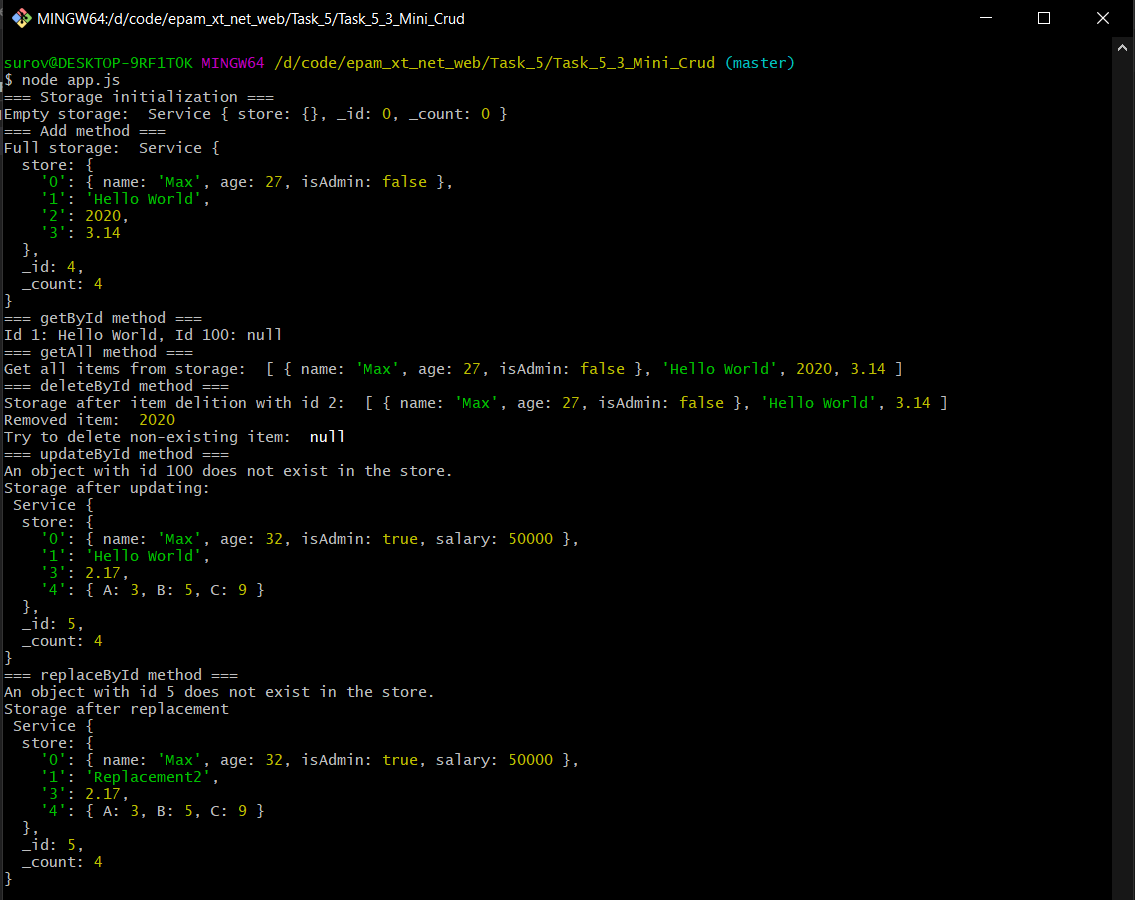 MINGW64:/d/code/epam_xt_net_web/Task_5/Task_5_3_Mini_Crud
surov@DESKTOP-9RF1TOK MINGW64 /d/code/epam_xt_net_web/Task_5/Task_5_3_Mini_Crud (master)
$ node app.js
=== Storage initialization ===
Empty storage:  Service { store: {}, _id: 0, _count: 0 }
=== Add method ===
Full storage:  Service {
  store: {
    '0': { name: 'Max', age: 27, isAdmin: false },
    '1': 'Hello World',
    '2': 2020,
    '3': 3.14
  },
  _id: 4,
  _count: 4
}
=== getById method ===
Id 1: Hello World, Id 100: null
=== getAll method ===
Get all items from storage:  [ { name: 'Max', age: 27, isAdmin: false }, 'Hello World', 2020, 3.14 ]
=== deleteById method ===
Storage after item delition with id 2:  [ { name: 'Max', age: 27, isAdmin: false }, 'Hello World', 3.14 ]
Removed item:  2020
Try to delete non-existing item:  null
=== updateById method ===
An object with id 100 does not exist in the store.
Storage after updating:
 Service {
  store: {
    '0': { name: 'Max', age: 32, isAdmin: true, salary: 50000 },
    '1': 'Hello World',
    '3': 2.17,
    '4': { A: 3, B: 5, C: 9 }
  },
  _id: 5,
  _count: 4
}
=== replaceById method ===
An object with id 5 does not exist in the store.
Storage after replacement
 Service {
  store: {
    '0': { name: 'Max', age: 32, isAdmin: true, salary: 50000 },
    '1': 'Replacement2',
    '3': 2.17,
    '4': { A: 3, B: 5, C: 9 }
  },
  _id: 5,
  _count: 4
}